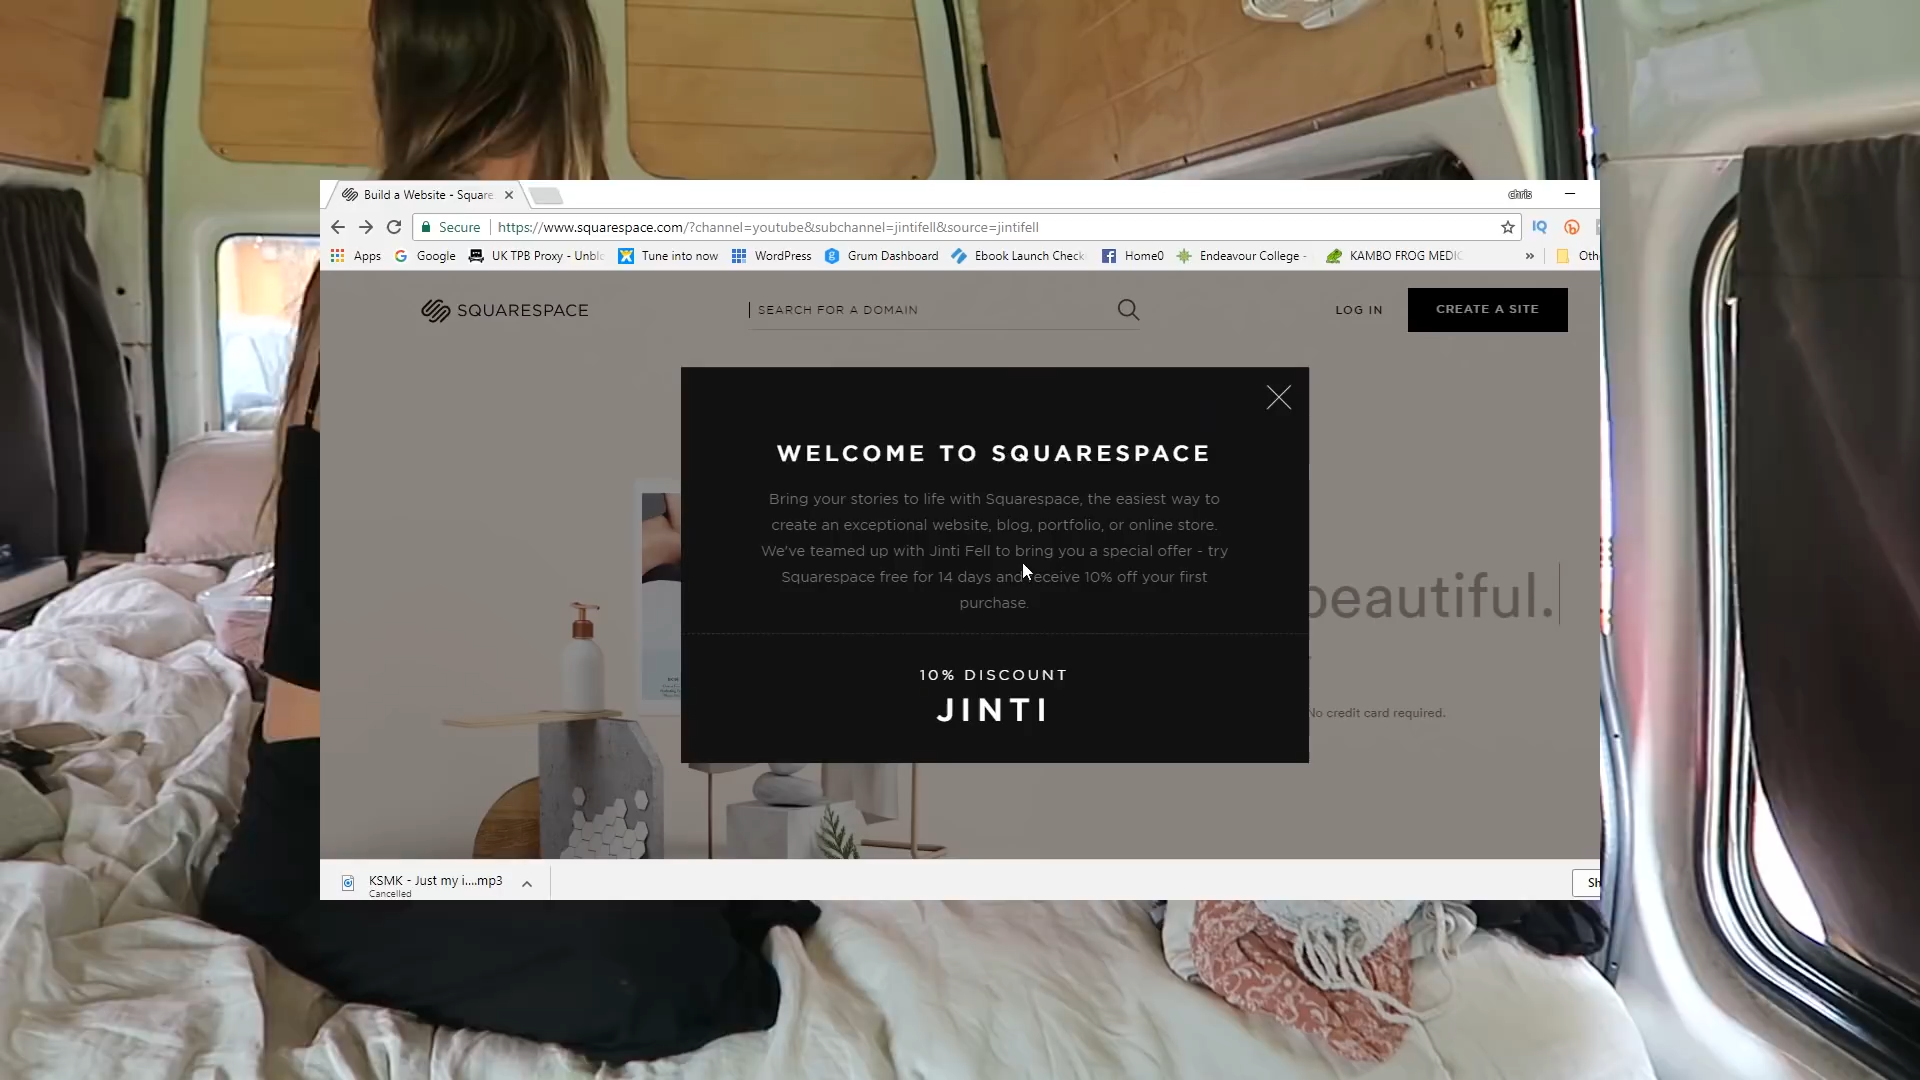 Build a Website - Square
chris
Secure
https://www.squarespace.com/?channel=youtube&subchannel=jintifell&source=jintifell
IQ
Apps
Google
UK TPB Proxy - Unblo
Tune into now
WordPress
Grum Dashboard
Ebook Launch Check
Home0
Endeavour College -
KAMBO FROG MEDIC
»
Oth
SQUARESPACE
SEARCH FOR A DOMAIN
LOG IN
CREATE A SITE
WELCOME TO SQUARESPACE
Bring your stories to life with Squarespace, the easiest way to
create an exceptional website, blog, portfolio, or online store.
We've teamed up with Jinti Fell to bring you a special offer - try
Squarespace free for 14 days and receive 10% off your first
purchase.
beautiful.
10% DISCOUNT
JINTI
No credit card required.
KSMK - Just my i....mp3
Cancelled
Sh